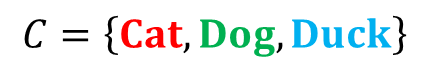 C = {Cat, Dog, Duck}